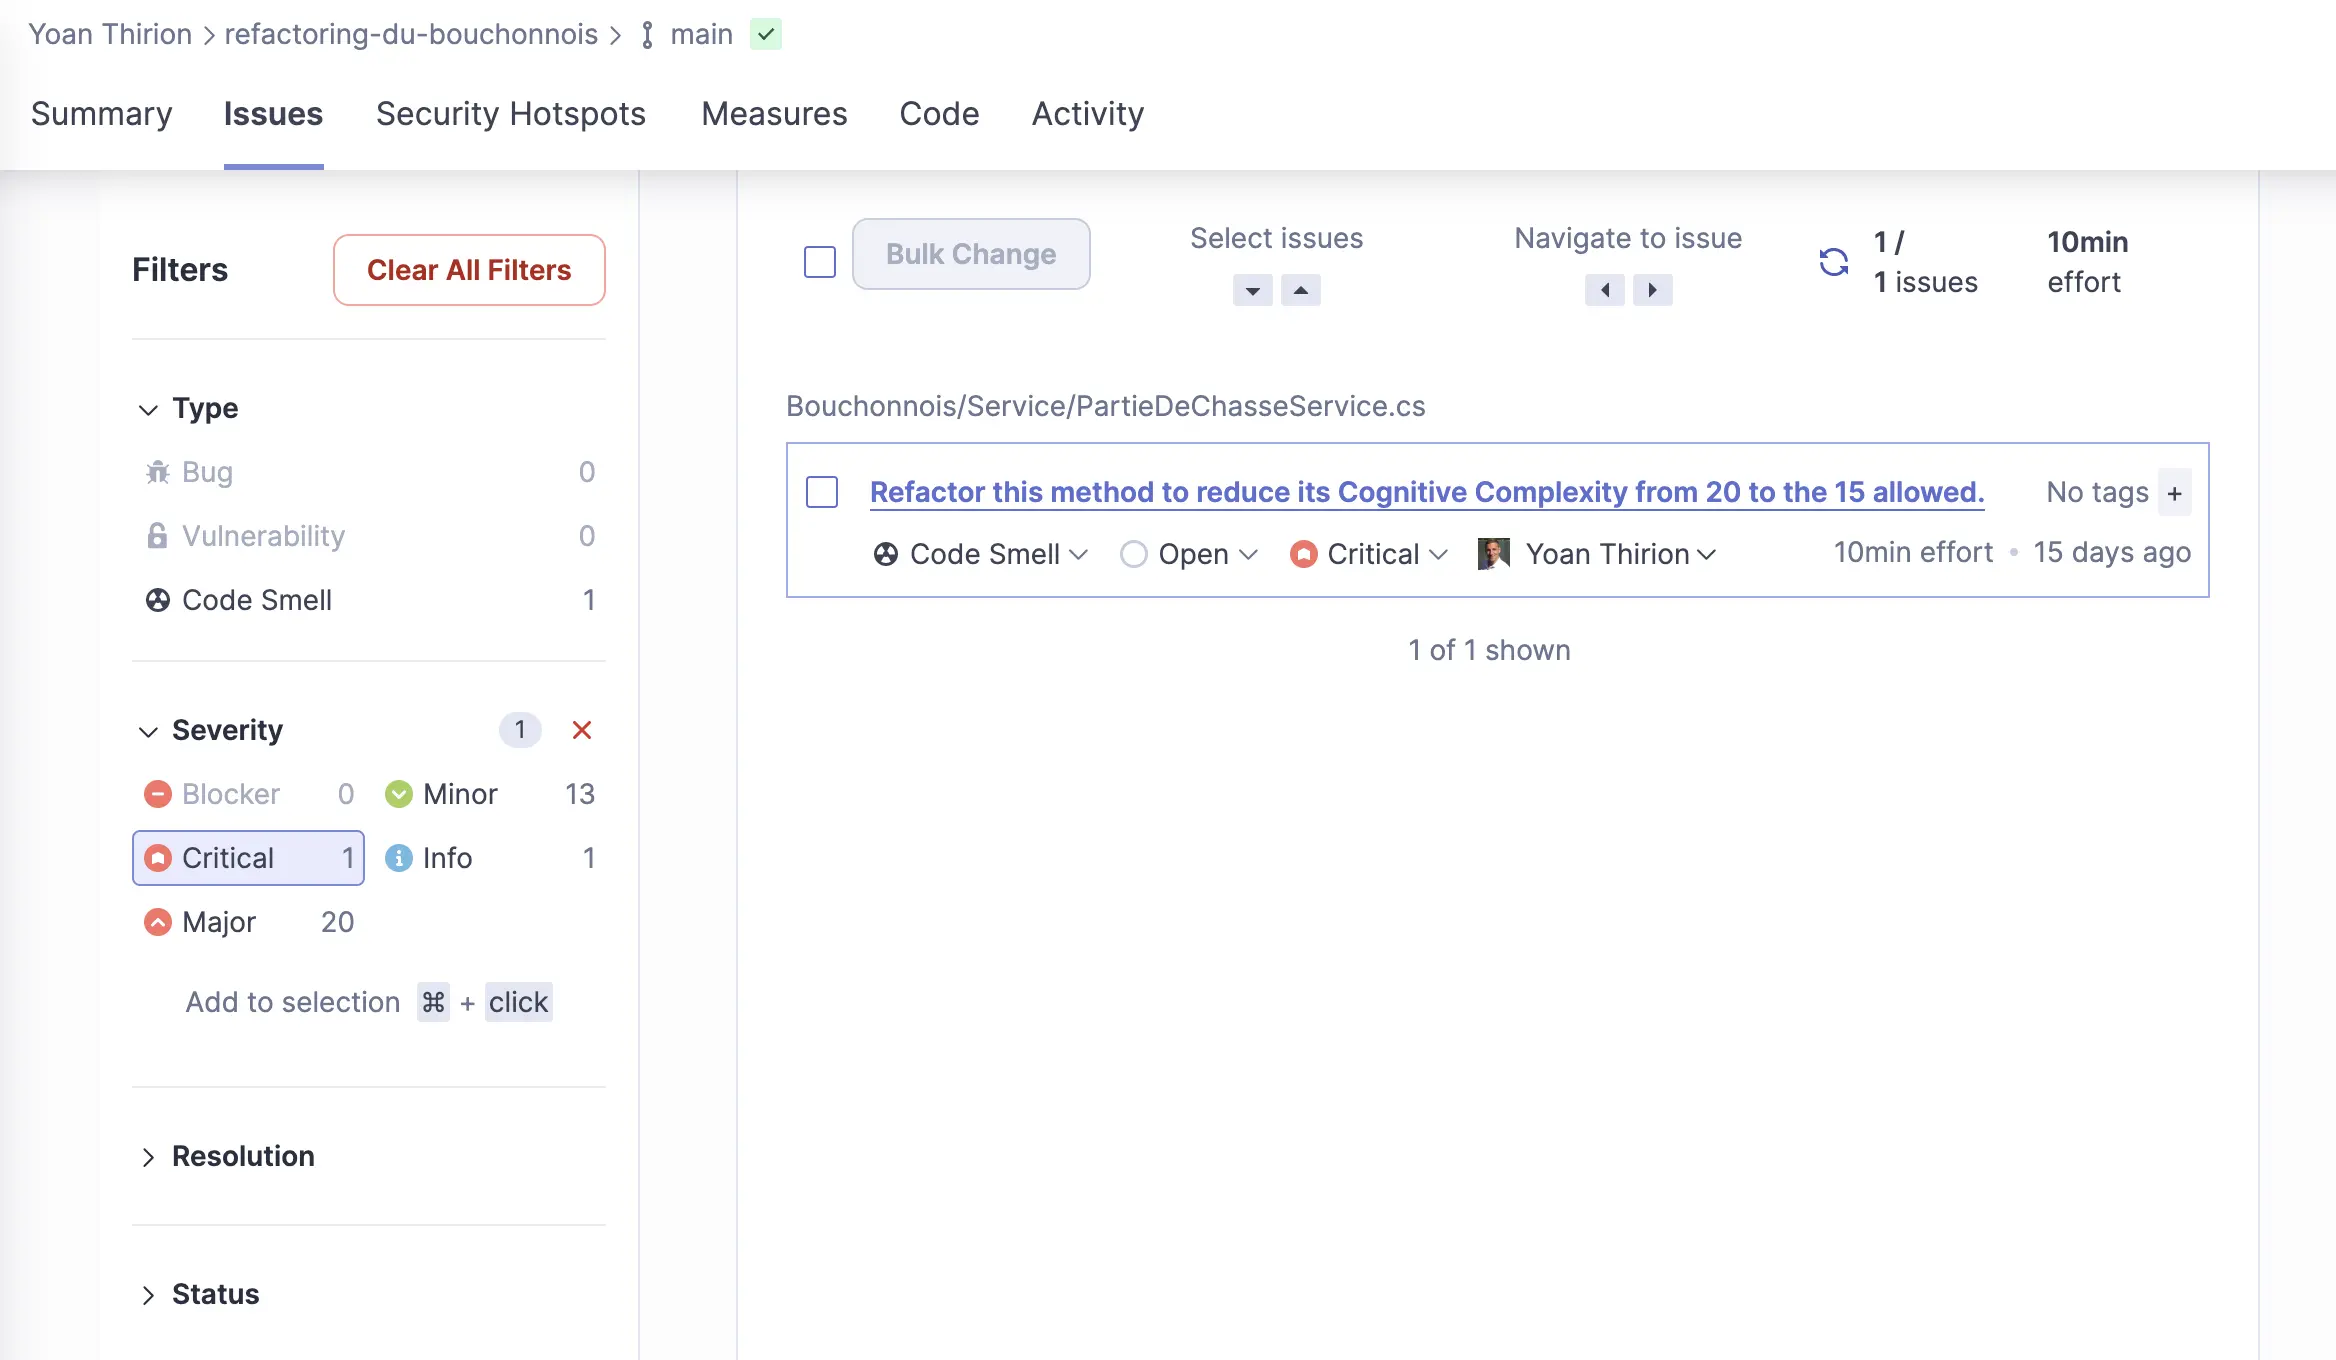 Yoan Thirion > refactoring-du-bouchonnois > main
Summary Issues Security Hotspots Measures Code Activity
Filters
Clear All Filters
Type
Bug 0
Vulnerability 0
Code Smell 1
Severity 1
Blocker 0
Minor 13
Critical 1
Info 1
Major 20
Add to selection ⌘ + click
Resolution
Status
Bulk Change
Select issues
Navigate to issue
1 /
1 issues
10min
effort
Bouchonnois/Service/PartieDeChasseService.cs
Refactor this method to reduce its Cognitive Complexity from 20 to the 15 allowed.
No tags +
Code Smell Open Critical Yoan Thirion
10min effort • 15 days ago
1 of 1 shown